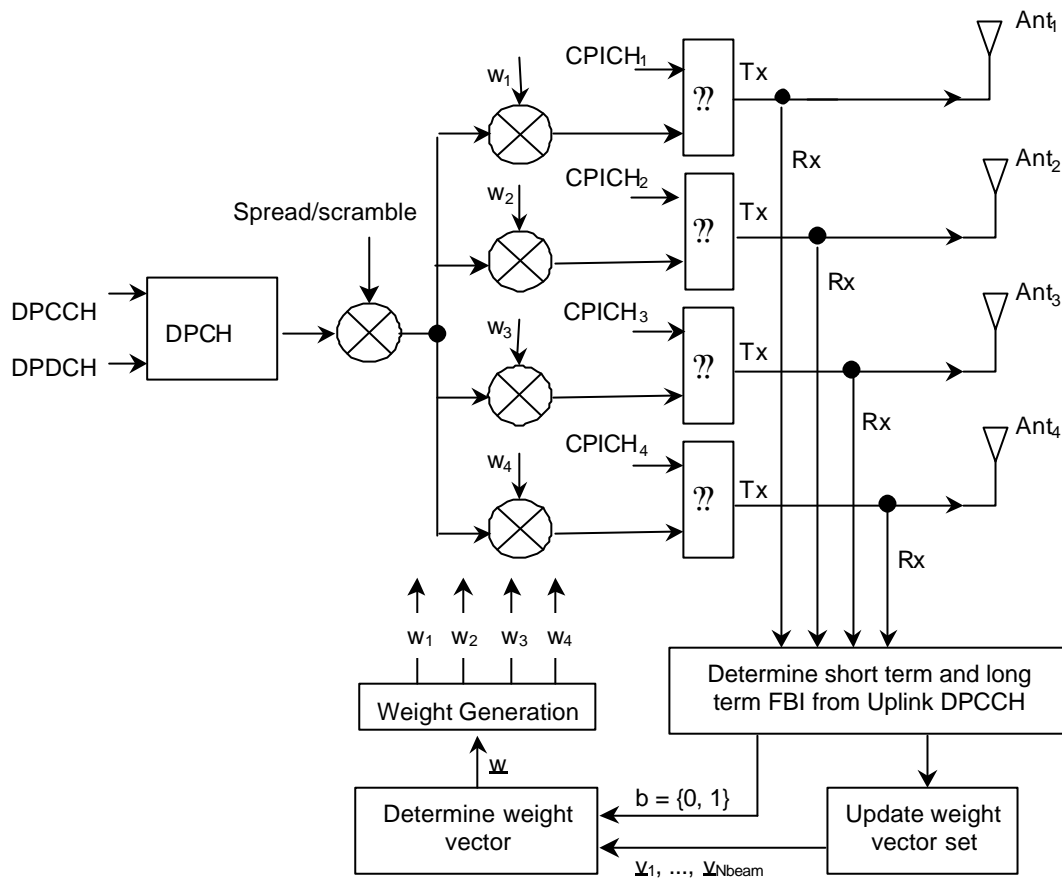 Ant1
CPICH1
Tx
w1
⁇
Rx
Ant2
CPICH2
Tx
w2
⁇
Spread/scramble
Rx
Ant3
CPICH3
Tx
DPCCH
w3
DPCH
⁇
DPDCH
Rx
Ant4
CPICH4
w4
Tx
⁇
Rx
w1 w2 w3 w4
Determine short term and long
term FBI from Uplink DPCCH
Weight Generation
w
b = {0, 1}
Determine weight
vector
Update weight
vector set
v1, ..., vNbeam